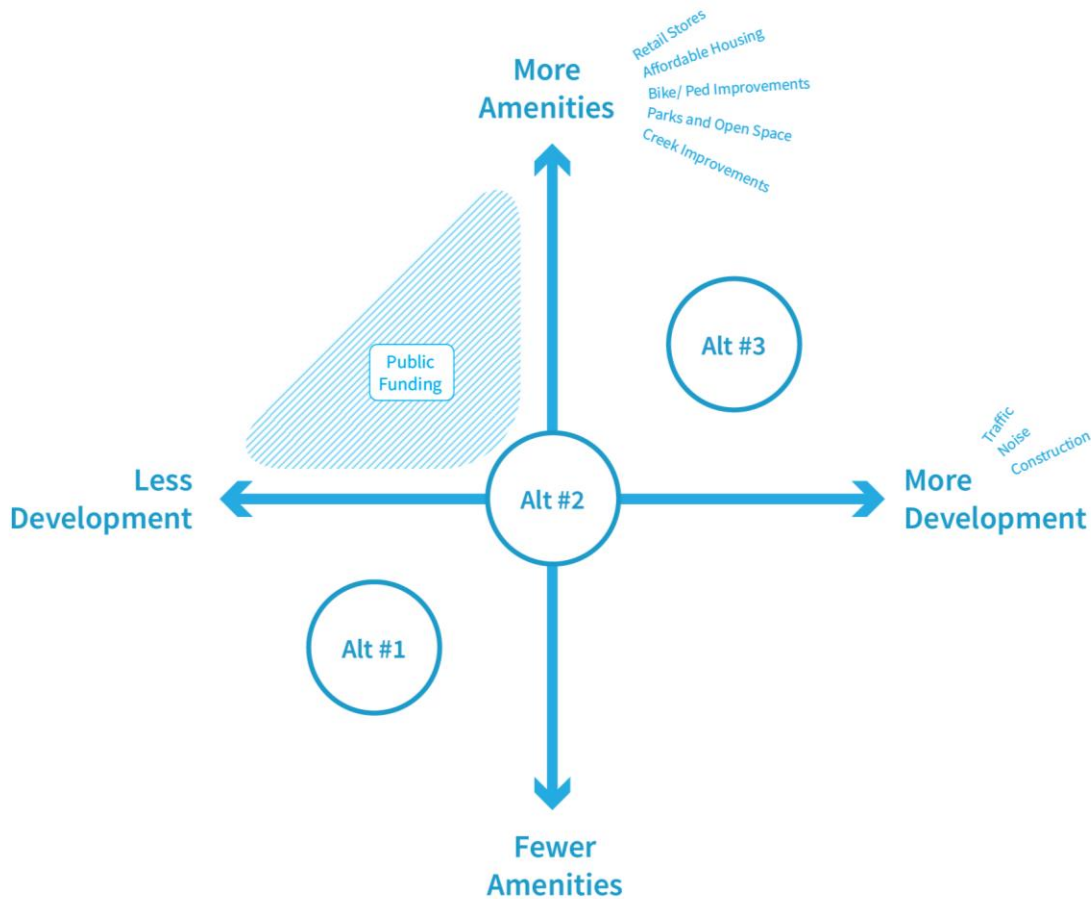 More
Amenities
Retail Stores
Affordable Housing
Bike/ Ped Improvements
Parks and Open Space
Creek Improvements
Alt #3
Public
Funding
Traffic
Noise
Construction
Less
Development
Alt #2
More
Development
Alt #1
Fewer
Amenities